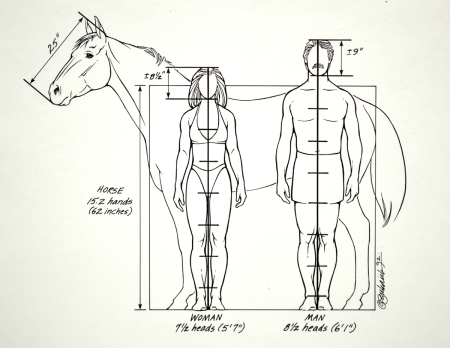 25"
±8½"
±9"
HORSE
15.2 hands
(62 inches)
WOMAN
7½ heads (5'7")
MAN
8½ heads (6'1")